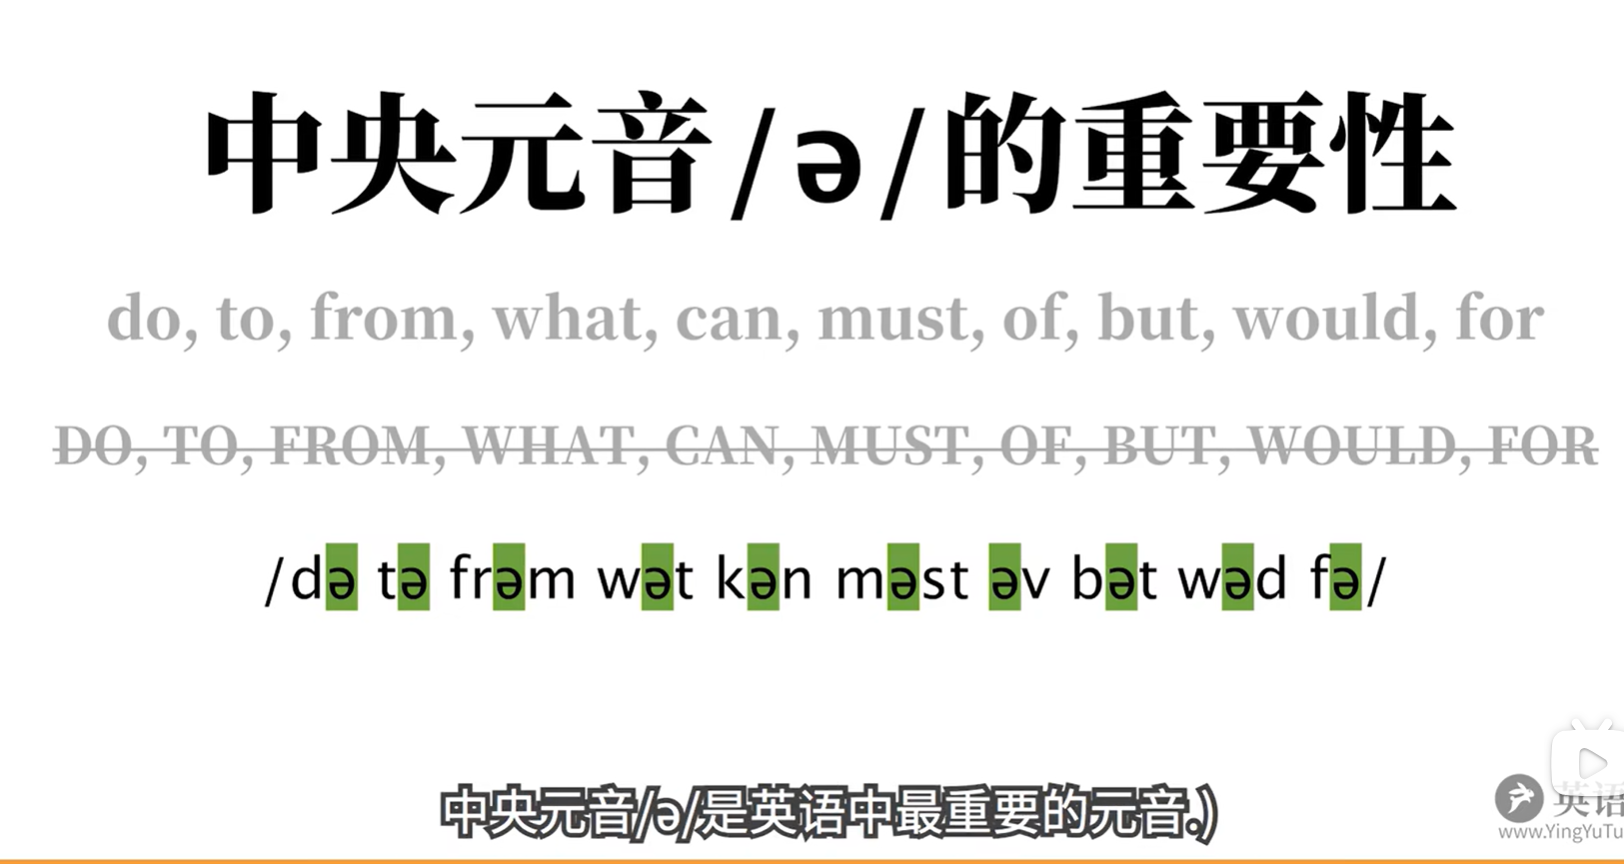 中央元音/ə/的重要性
do, to, from, what, can, must, of, but, would, for
DO, TO, FROM, WHAT, CAN, MUST, OF, BUT, WOULD, FOR
/də tə frəm wət kən məst əv bət wəd fə/
中央元音/ə/是英语中最重要的元音.)
英语
www.YingYuTu